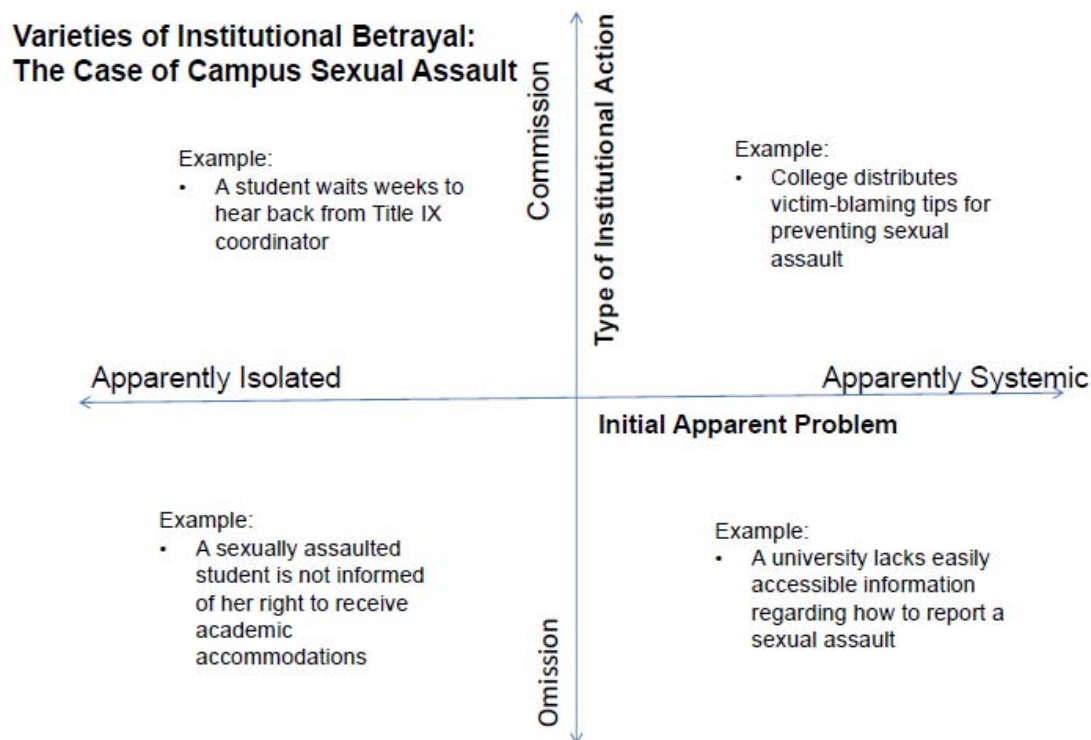 Varieties of Institutional Betrayal:
The Case of Campus Sexual Assault
Commission
Type of Institutional Action
Example:
• A student waits weeks to
hear back from Title IX
coordinator
Example:
• College distributes
victim-blaming tips for
preventing sexual
assault
Apparently Isolated
Apparently Systemic
Initial Apparent Problem
Example:
• A sexually assaulted
student is not informed
of her right to receive
academic
accommodations
Example:
• A university lacks easily
accessible information
regarding how to report a
sexual assault
Omission